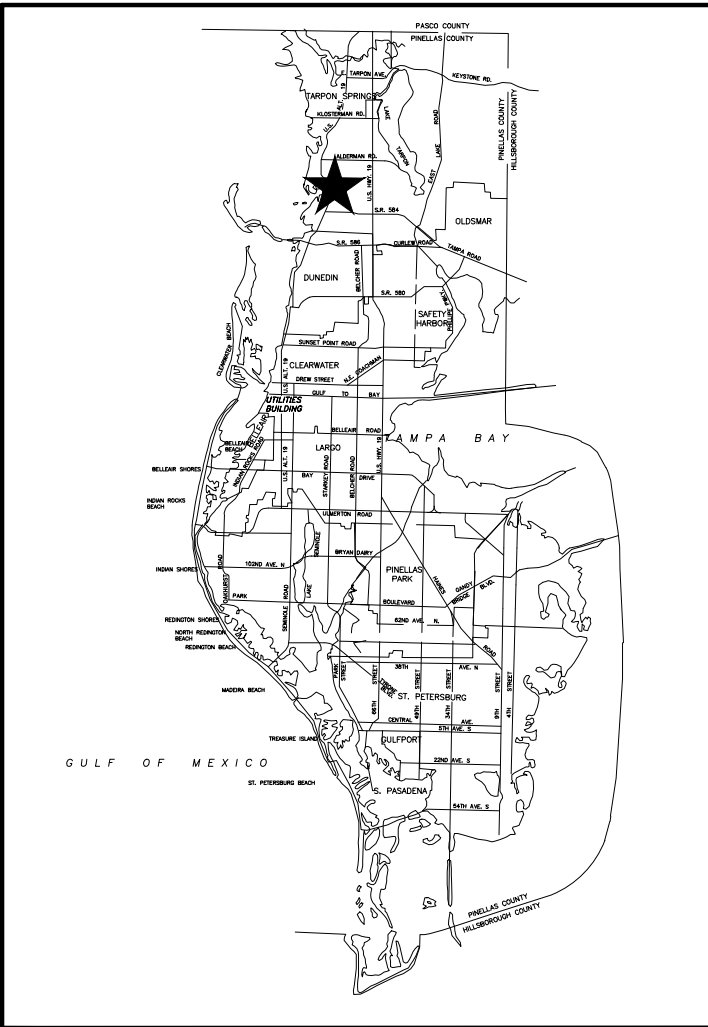 PASCO COUNTY
PINELLAS COUNTY
E. TARPON AVE.
KEYSTONE RD.
TARPON SPRINGS
U.S. ALT. 19
KLOSTERMAN RD.
LAKE TARPON
EAST LAKE ROAD
PINELLAS COUNTY
HILLSBOROUGH COUNTY
ALDERMAN RD.
U.S. HWY. 19
S.R. 584
OLDSMAR
S.R. 586
CURLEW ROAD
TAMPA ROAD
DUNEDIN
BELCHER ROAD
S.R. 580
SAFETY
HARBOR
PHILIPPE PKWY.
SUNSET POINT ROAD
CLEARWATER BEACH
CLEARWATER
N.E. COACHMAN
U.S. ALT. 19
DREW STREET
GULF TO BAY
UTILITIES
BUILDING
BELLEAIR
BELLEAIR ROAD
TAMPA BAY
BELLEAIR
BEACH
INDIAN ROCKS ROAD
LARGO
U.S. ALT. 19
STARKEY ROAD
BELCHER ROAD
U.S. HWY. 19
BELLEAIR SHORES
BAY DRIVE
INDIAN ROCKS
BEACH
ULMERTON ROAD
SEMINOLE
BRYAN DAIRY
102ND AVE. N
INDIAN SHORES
PINELLAS
PARK
OAKHURST ROAD
LAKE
SEMINOLE ROAD
HAINES ROAD
GANDY
BRIDGE BLVD.
PARK BOULEVARD
62ND AVE. N.
REDINGTON SHORES
NORTH REDINGTON
BEACH
REDINGTON BEACH
38TH AVE. N
PARK STREET
TYRONE BLVD.
66TH STREET
49TH STREET
34TH STREET
9TH STREET
4TH STREET
MADEIRA BEACH
ST. PETERSBURG
CENTRAL AVE.
5TH AVE. S
TREASURE ISLAND
GULFPORT
22ND AVE. S
GULF OF MEXICO
ST. PETERSBURG BEACH
S. PASADENA
54TH AVE. S
PINELLAS COUNTY
HILLSBOROUGH COUNTY